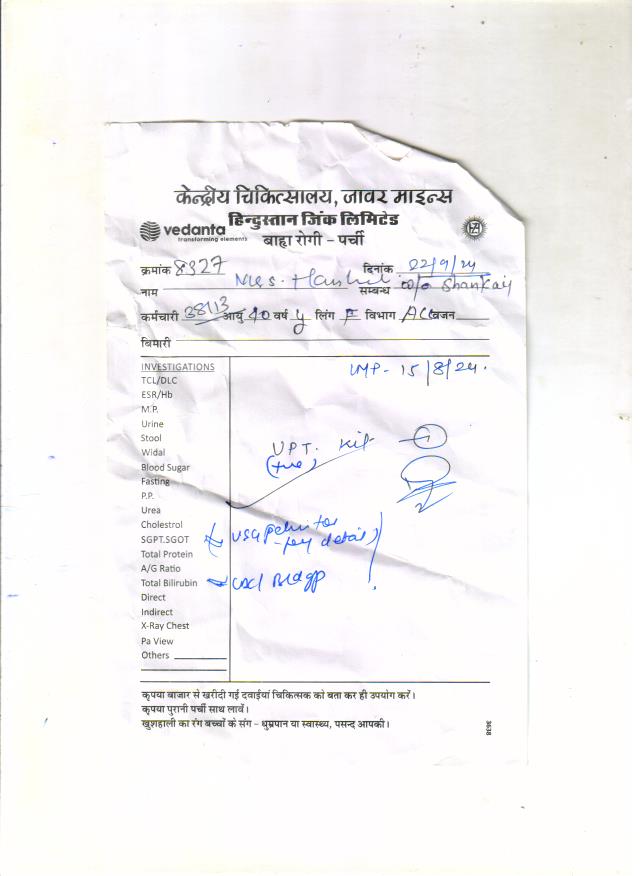 केन्द्रीय चिकित्सालय, जावर माइन्स
हिन्दुस्तान जिंक लिमिटेड
vedanta
transforming elements
बाहृा रोगी – पर्ची
क्रमांक 8327 दिनांक 22/9/24
नाम Mrs. सम्बन्ध w/o Shankar
कर्मचारी 38113 आयु 40 वर्ष y लिंग F विभाग वजन
बिमारी
INVESTIGATIONS
LMP - 15/8/24.
TCL/DLC
ESR/Hb
M.P.
Urine
Stool
UPT. Kit - 1
Widal
(+ve)
Blood Sugar
Fasting
P.P.
Urea
Cholestrol
USG pelvis for
SGPT.SGOT
detail)
Total Protein
A/G Ratio
Total Bilirubin
Direct
Indirect
X-Ray Chest
Pa View
Others
कृपया बाजार से खरीदी गई दवाईयां चिकित्सक को बता कर ही उपयोग करें।
कृपया पुरानी पर्ची साथ लावें।
खुशहाली का रंग बच्चों के संग – धुम्रपान या स्वास्थ्य, पसन्द आपकी।
3638